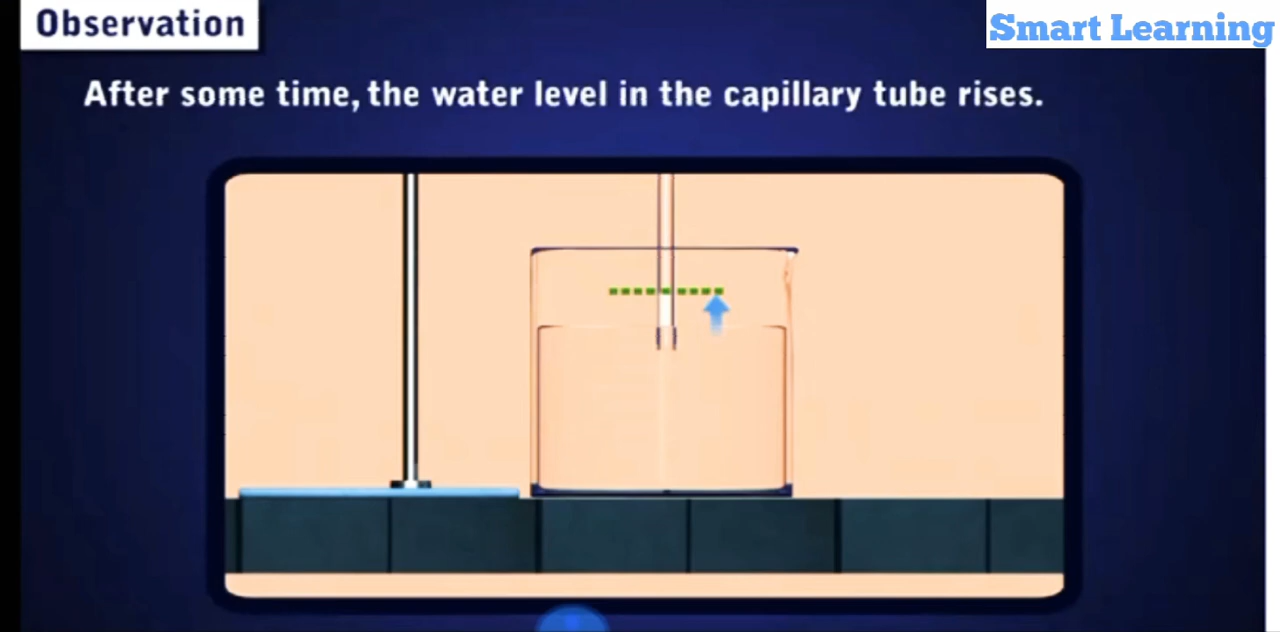 Observation
Smart Learning
After some time, the water level in the capillary tube rises.